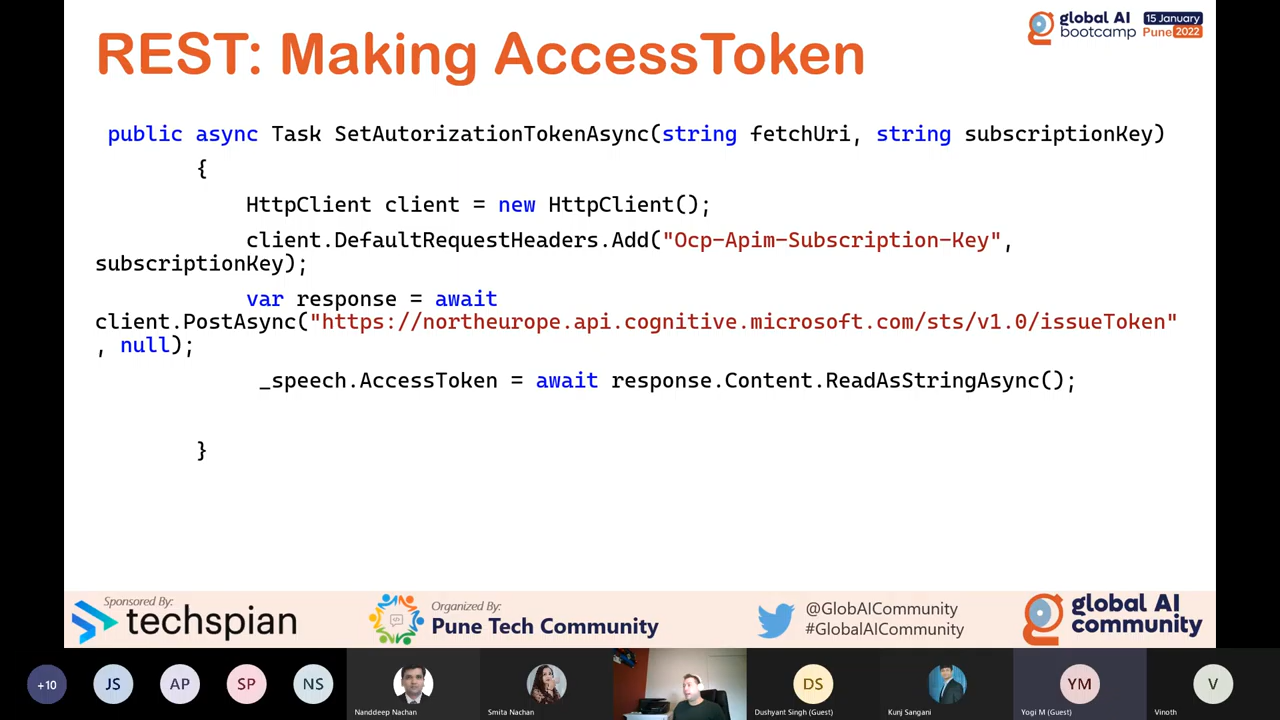 REST: Making AccessToken
global AI
bootcamp
15 January
Pune 2022
public async Task SetAutorizationTokenAsync(string fetchUri, string subscriptionKey)
{
HttpClient client = new HttpClient();
client.DefaultRequestHeaders.Add("Ocp-Apim-Subscription-Key",
subscriptionKey);
var response = await
client.PostAsync("https://northeurope.api.cognitive.microsoft.com/sts/v1.0/issueToken"
, null);
_speech.AccessToken = await response.Content.ReadAsStringAsync();
}
Sponsored By:
techspian
Organized By:
Pune Tech Community
@GlobAICommunity
#GlobalAICommunity
global AI
community
+10
JS
AP
SP
NS
Nanddeep Nachan
Smita Nachan
DS
Dushyant Singh (Guest)
Kunj Sangani
YM
Yogi M (Guest)
V
Vinoth